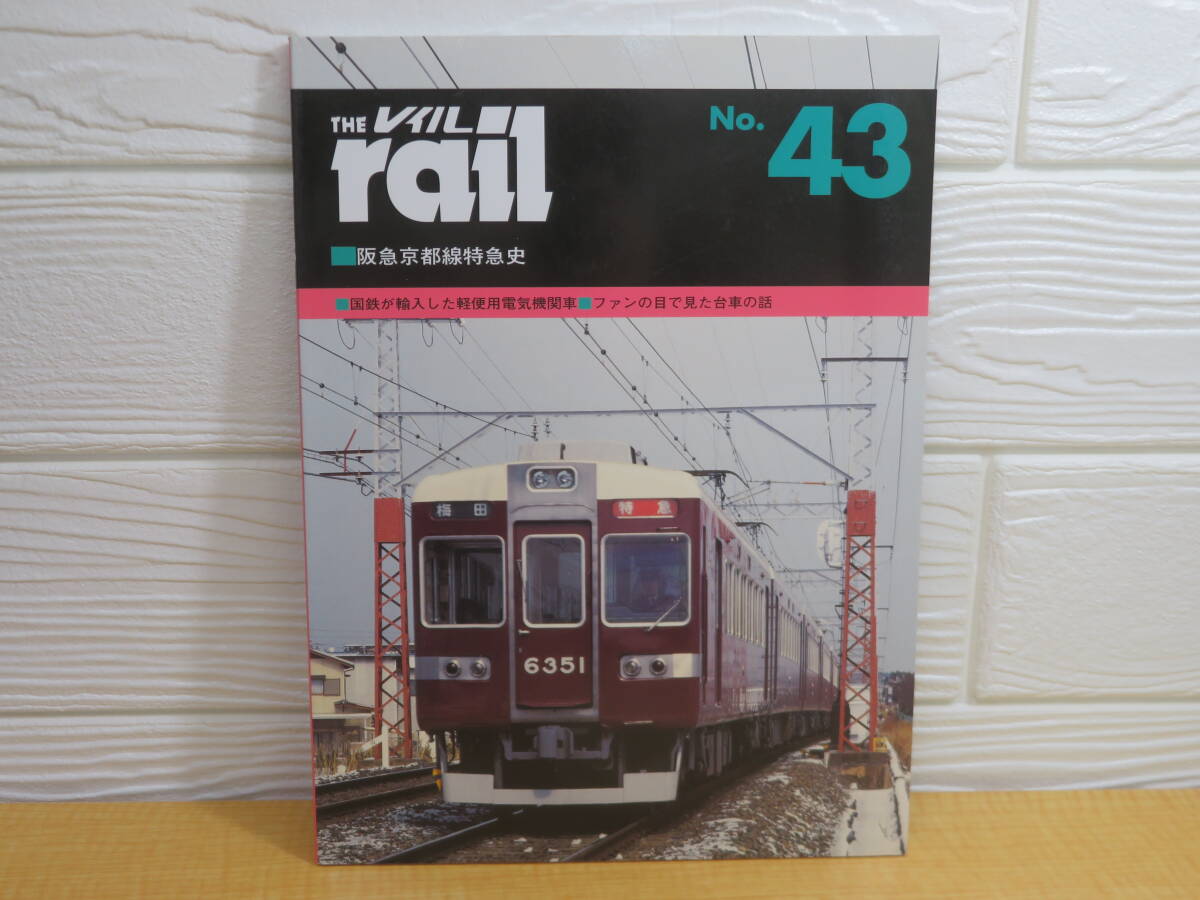 THE レイル
rail
No. 43
■阪急京都線特急史
■国鉄が輸入した軽便用電気機関車■ファンの目で見た台車の話
梅田
特急
6351